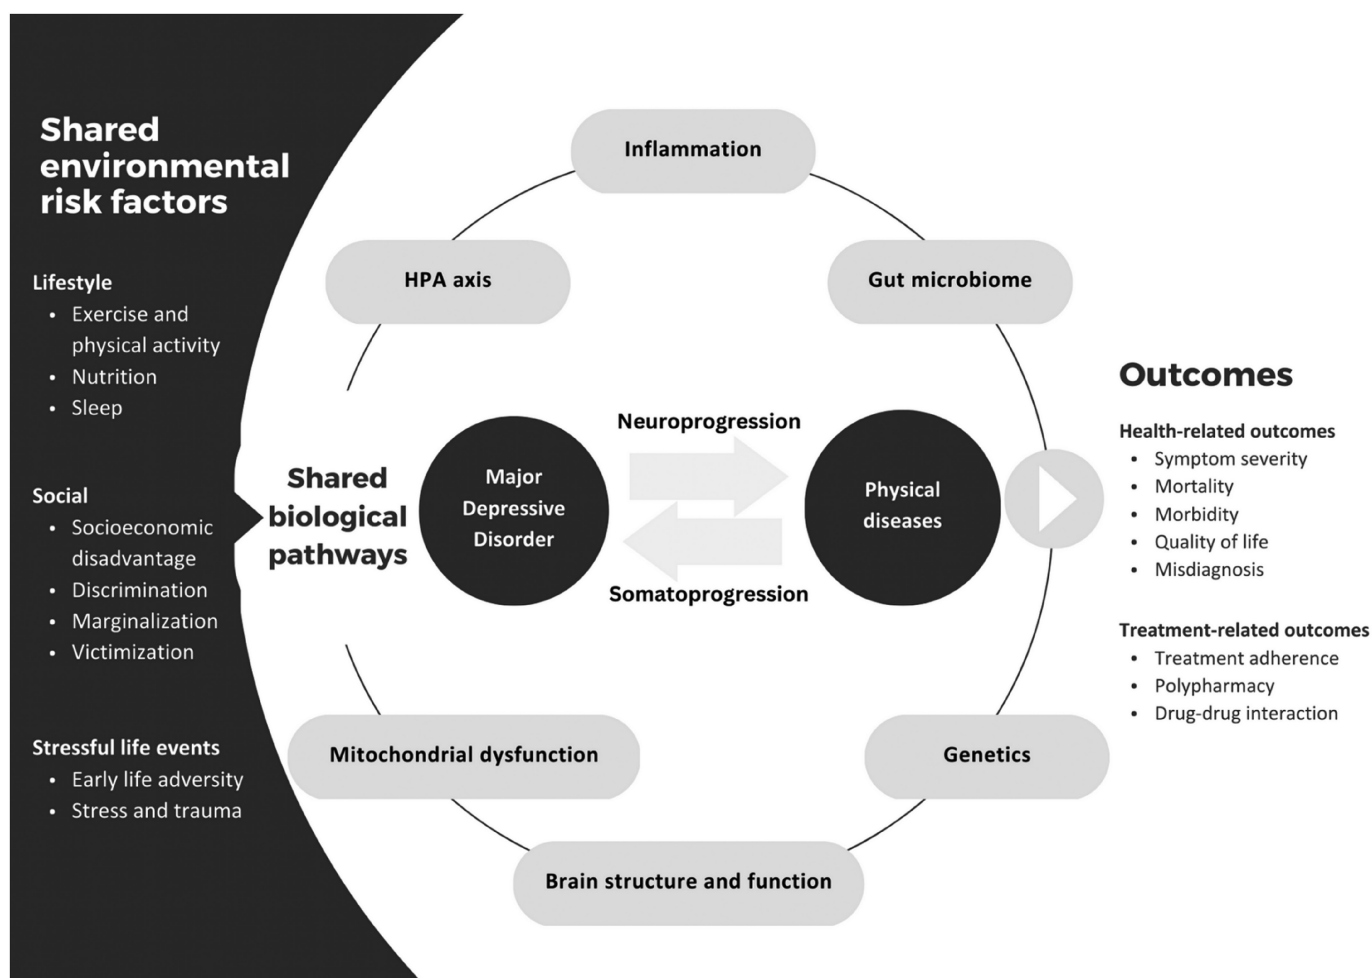 Shared
environmental
risk factors
Lifestyle
• Exercise and
physical activity
• Nutrition
• Sleep
Social
• Socioeconomic
disadvantage
• Discrimination
• Marginalization
• Victimization
Stressful life events
• Early life adversity
• Stress and trauma
Shared
biological
pathways
Inflammation
HPA axis
Gut microbiome
Major
Depressive
Disorder
Neuroprogression
Somatoprogression
Physical
diseases
Mitochondrial dysfunction
Genetics
Brain structure and function
Outcomes
Health-related outcomes
• Symptom severity
• Mortality
• Morbidity
• Quality of life
• Misdiagnosis
Treatment-related outcomes
• Treatment adherence
• Polypharmacy
• Drug-drug interaction